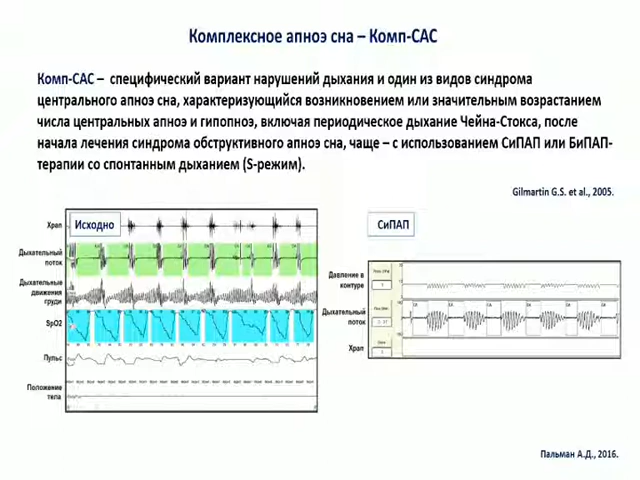 Комплексное апноэ сна – Комп-САС
Комп-САС – специфический вариант нарушений дыхания и один из видов синдрома
центрального апноэ сна, характеризующийся возникновением или значительным возрастанием
числа центральных апноэ и гипопноэ, включая периодическое дыхание Чейна-Стокса, после
начала лечения синдрома обструктивного апноэ сна, чаще – с использованием СиПАП или БиПАП-
терапии со спонтанным дыханием (S-режим).
Gilmartin G.S. et al., 2005.
Исходно
Храп
Дыхательный
поток
Дыхательные
движения
груди
SpO2
Пульс
Положение
тела
СиПАП
Давление в
контуре
Дыхательный
поток
Храп
Пальман А.Д., 2016.